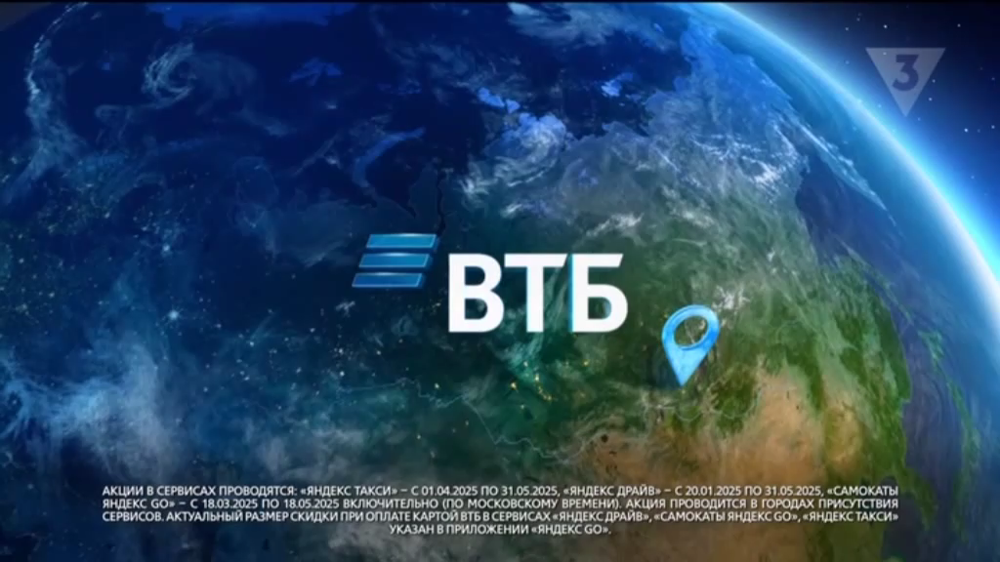 3
ВТБ
АКЦИИ В СЕРВИСАХ ПРОВОДЯТСЯ: «ЯНДЕКС ТАКСИ» – С 01.04.2025 ПО 31.05.2025, «ЯНДЕКС ДРАЙВ» – С 20.01.2025 ПО 31.05.2025, «САМОКАТЫ
ЯНДЕКС GO» – С 18.03.2025 ПО 18.05.2025 ВКЛЮЧИТЕЛЬНО (ПО МОСКОВСКОМУ ВРЕМЕНИ). АКЦИЯ ПРОВОДИТСЯ В ГОРОДАХ ПРИСУТСТВИЯ
СЕРВИСОВ. АКТУАЛЬНЫЙ РАЗМЕР СКИДКИ ПРИ ОПЛАТЕ КАРТОЙ ВТБ В СЕРВИСАХ «ЯНДЕКС ДРАЙВ», «САМОКАТЫ ЯНДЕКС GO», «ЯНДЕКС ТАКСИ»
УКАЗАН В ПРИЛОЖЕНИИ «ЯНДЕКС GO».